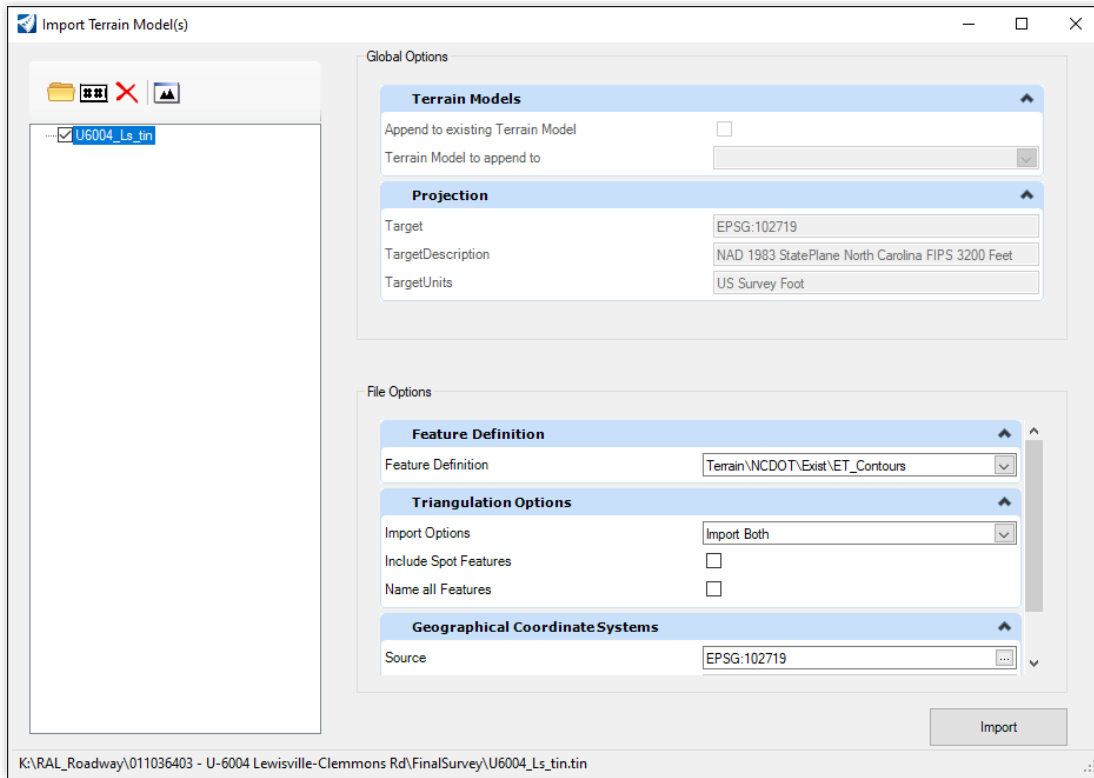 Import Terrain Model(s)
Global Options
##
U6004_Ls_tin
Terrain Models
Append to existing Terrain Model
Terrain Model to append to
Projection
Target EPSG:102719
TargetDescription NAD 1983 StatePlane North Carolina FIPS 3200 Feet
TargetUnits US Survey Foot
File Options
Feature Definition
Feature Definition Terrain\NCDOT\Exist\ET_Contours
Triangulation Options
Import Options Import Both
Include Spot Features
Name all Features
Geographical Coordinate Systems
Source EPSG:102719 ...
Import
K:\RAL_Roadway\011036403 - U-6004 Lewisville-Clemmons Rd\FinalSurvey\U6004_Ls_tin.tin